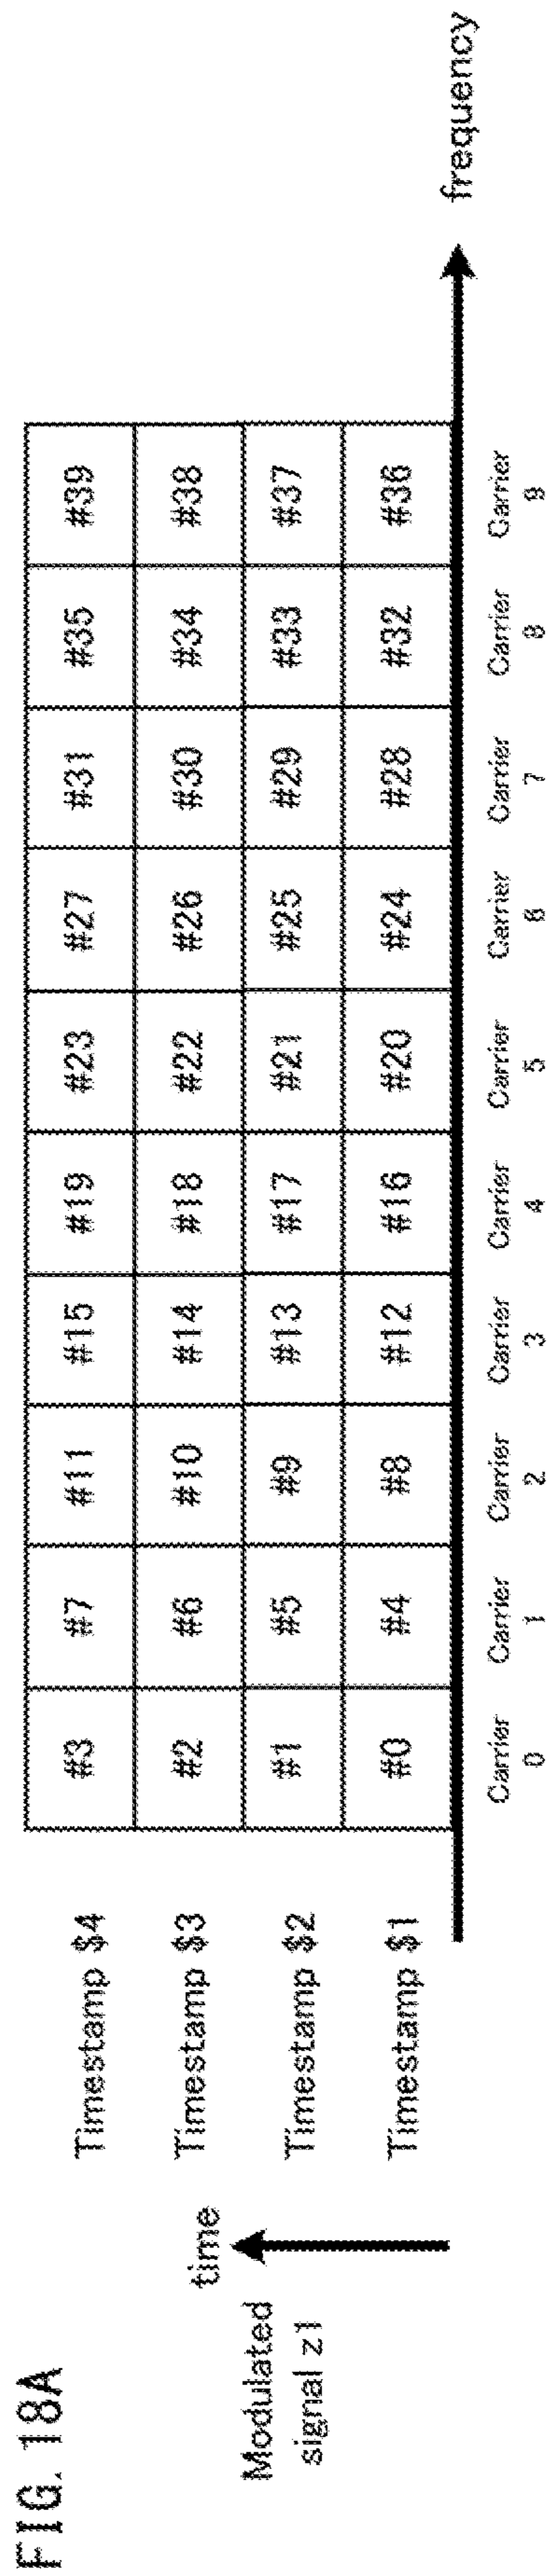 FIG. 18A
Modulated
signal z1
time
Timestamp $4
#3 #7 #11 #15 #19 #23 #27 #31 #35 #39
Timestamp $3
#2 #6 #10 #14 #18 #22 #26 #30 #34 #38
Timestamp $2
#1 #5 #9 #13 #17 #21 #25 #29 #33 #37
Timestamp $1
#0 #4 #8 #12 #16 #20 #24 #28 #32 #36
frequency
Carrier Carrier Carrier Carrier Carrier Carrier Carrier Carrier Carrier Carrier
0 1 2 3 4 5 6 7 8 9